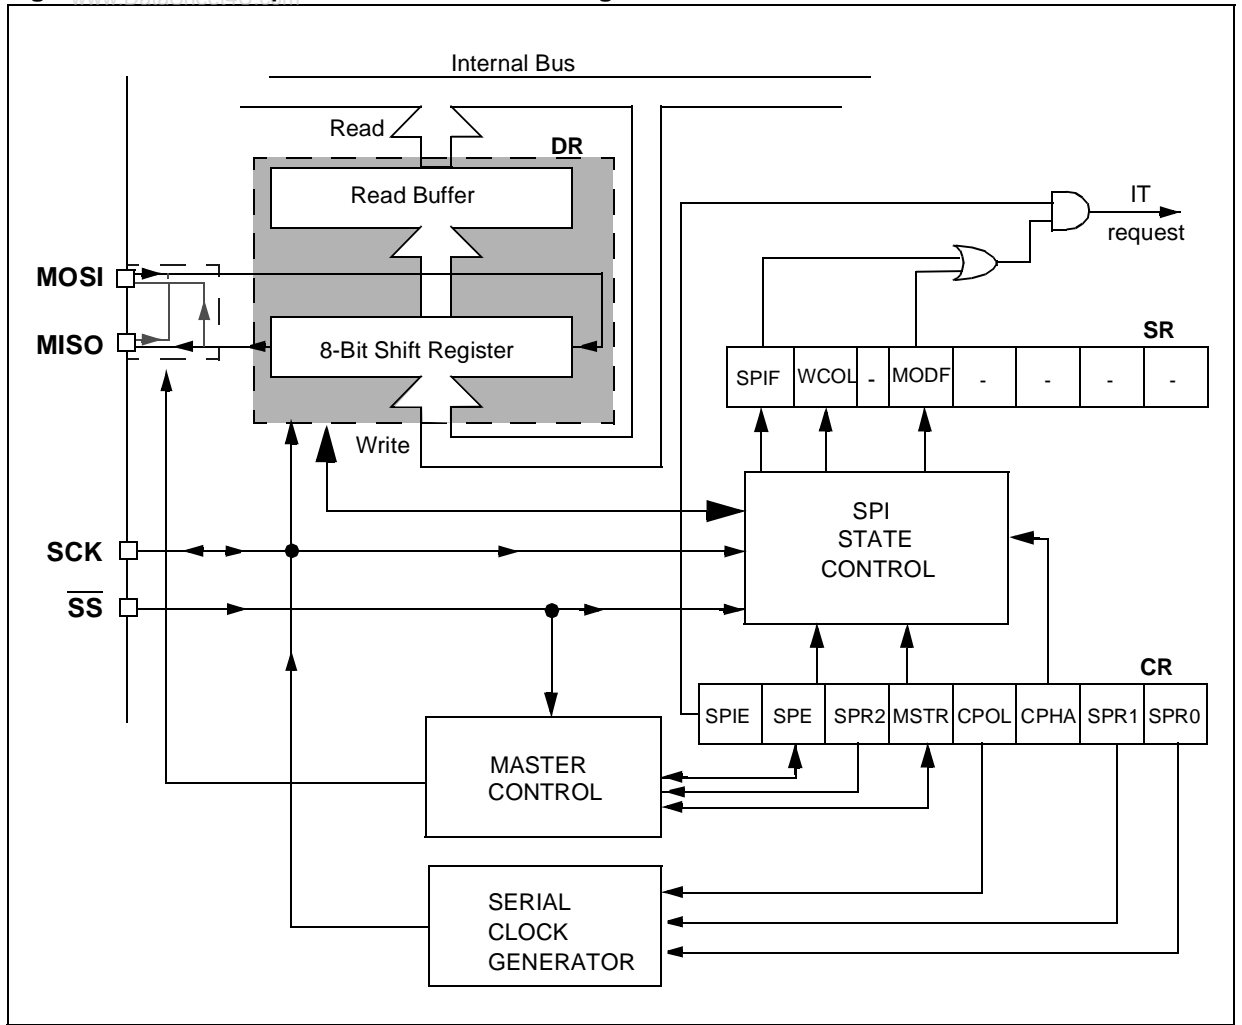 Internal Bus
Read
DR
Read Buffer
IT
request
MOSI
MISO
8-Bit Shift Register
SR
SPIF WCOL - MODF - - - -
Write
SPI
STATE
CONTROL
SCK
SS
CR
SPIE SPE SPR2 MSTR CPOL CPHA SPR1 SPR0
MASTER
CONTROL
SERIAL
CLOCK
GENERATOR